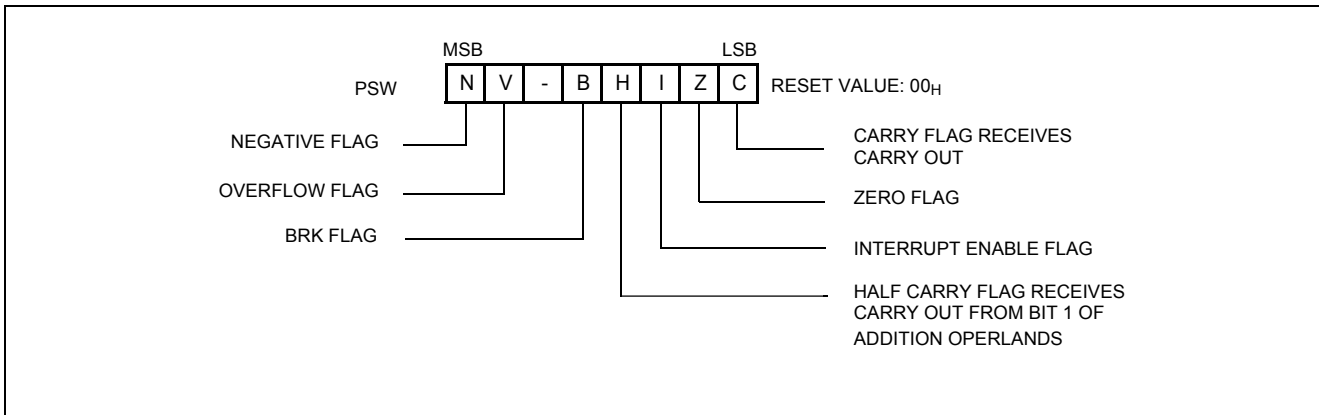 MSB LSB
PSW N V - B H I Z C RESET VALUE: 00H
NEGATIVE FLAG
CARRY FLAG RECEIVES
CARRY OUT
OVERFLOW FLAG
ZERO FLAG
BRK FLAG
INTERRUPT ENABLE FLAG
HALF CARRY FLAG RECEIVES
CARRY OUT FROM BIT 1 OF
ADDITION OPERLANDS